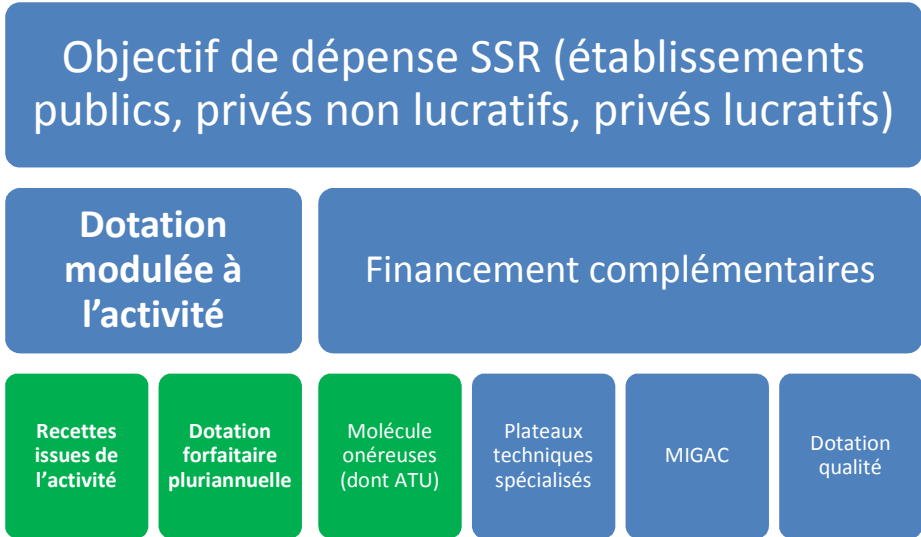 Objectif de dépense SSR (établissements
publics, privés non lucratifs, privés lucratifs)
Dotation
modulée à
l’activité
Financement complémentaires
Recettes
issues de
l’activité
Dotation
forfaitaire
pluriannuelle
Molécule
onéreuses
(dont ATU)
Plateaux
techniques
spécialisés
MIGAC
Dotation
qualité